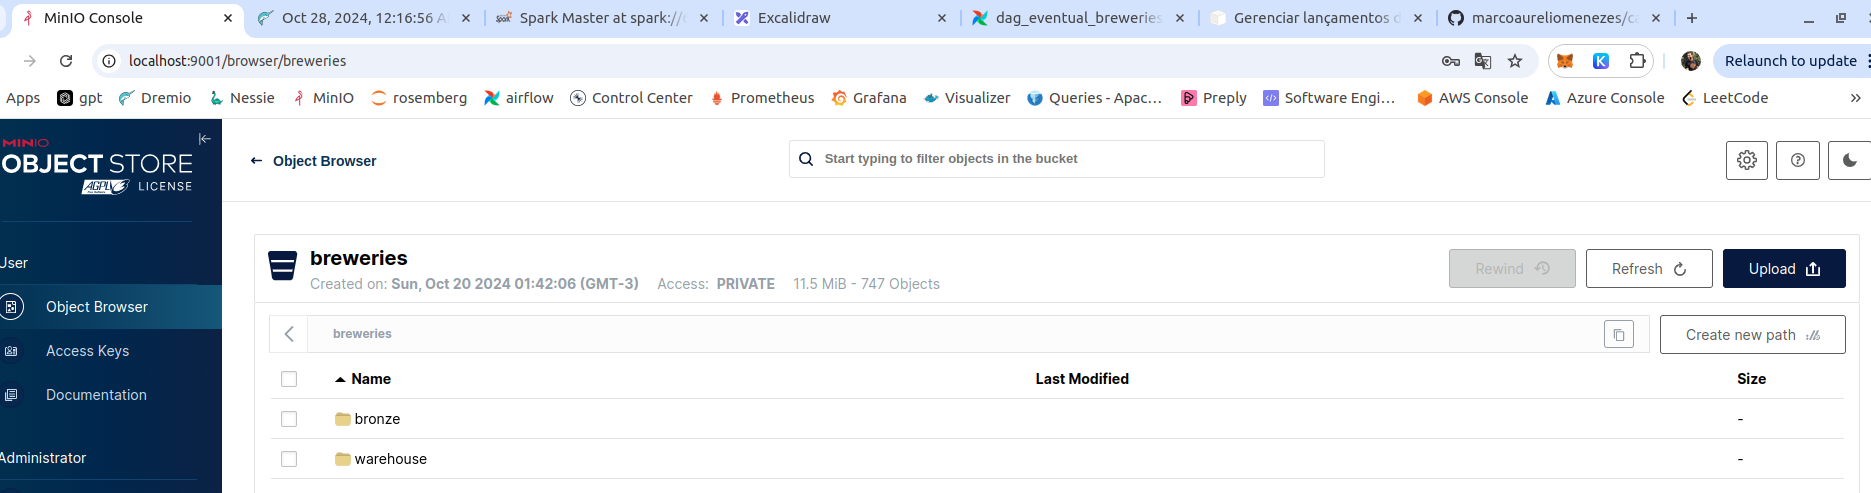 MinIO Console
Oct 28, 2024, 12:16:56 A
Spark Master at spark://
Excalidraw
dag_eventual_breweries
Gerenciar lançamentos d
marcoaureliomenezes/c
localhost:9001/browser/breweries
Relaunch to update
Apps gpt Dremio Nessie MinIO rosemberg airflow Control Center Prometheus Grafana Visualizer Queries - Apac... Preply Software Engi... AWS Console Azure Console LeetCode
MINIO
OBJECT STORE
AGPLv3 LICENSE
Object Browser
Start typing to filter objects in the bucket
User
Object Browser
Access Keys
Documentation
Administrator
breweries
Created on: Sun, Oct 20 2024 01:42:06 (GMT-3) Access: PRIVATE 11.5 MiB - 747 Objects
Rewind
Refresh
Upload
breweries
Create new path
Name Last Modified Size
bronze -
warehouse -